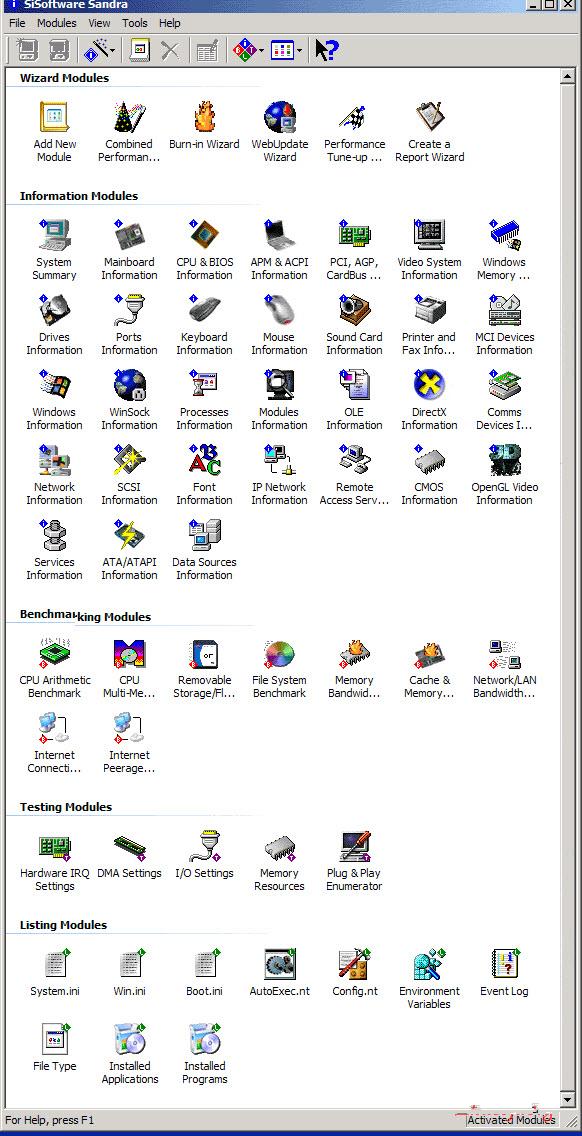 SiSoftware Sandra
File Modules View Tools Help
Wizard Modules
Add New Module
Combined Performan...
Burn-in Wizard
WebUpdate Wizard
Performance Tune-up ...
Create a Report Wizard
Information Modules
System Summary
Mainboard Information
CPU & BIOS Information
APM & ACPI Information
PCI, AGP, CardBus ...
Video System Information
Windows Memory ...
Drives Information
Ports Information
Keyboard Information
Mouse Information
Sound Card Information
Printer and Fax Info...
MCI Devices Information
Windows Information
WinSock Information
Processes Information
Modules Information
OLE Information
DirectX Information
Comms Devices I...
Network Information
SCSI Information
Font Information
IP Network Information
Remote Access Serv...
CMOS Information
OpenGL Video Information
Services Information
ATA/ATAPI Information
Data Sources Information
Benchmarking Modules
CPU Arithmetic Benchmark
CPU Multi-Me...
Removable Storage/Fl...
File System Benchmark
Memory Bandwid...
Cache & Memory...
Network/LAN Bandwidth...
Internet Connecti...
Internet Peerage...
Testing Modules
Hardware IRQ Settings
DMA Settings
I/O Settings
Memory Resources
Plug & Play Enumerator
Listing Modules
System.ini
Win.ini
Boot.ini
AutoExec.nt
Config.nt
Environment Variables
Event Log
File Type
Installed Applications
Installed Programs
For Help, press F1
Activated Modules